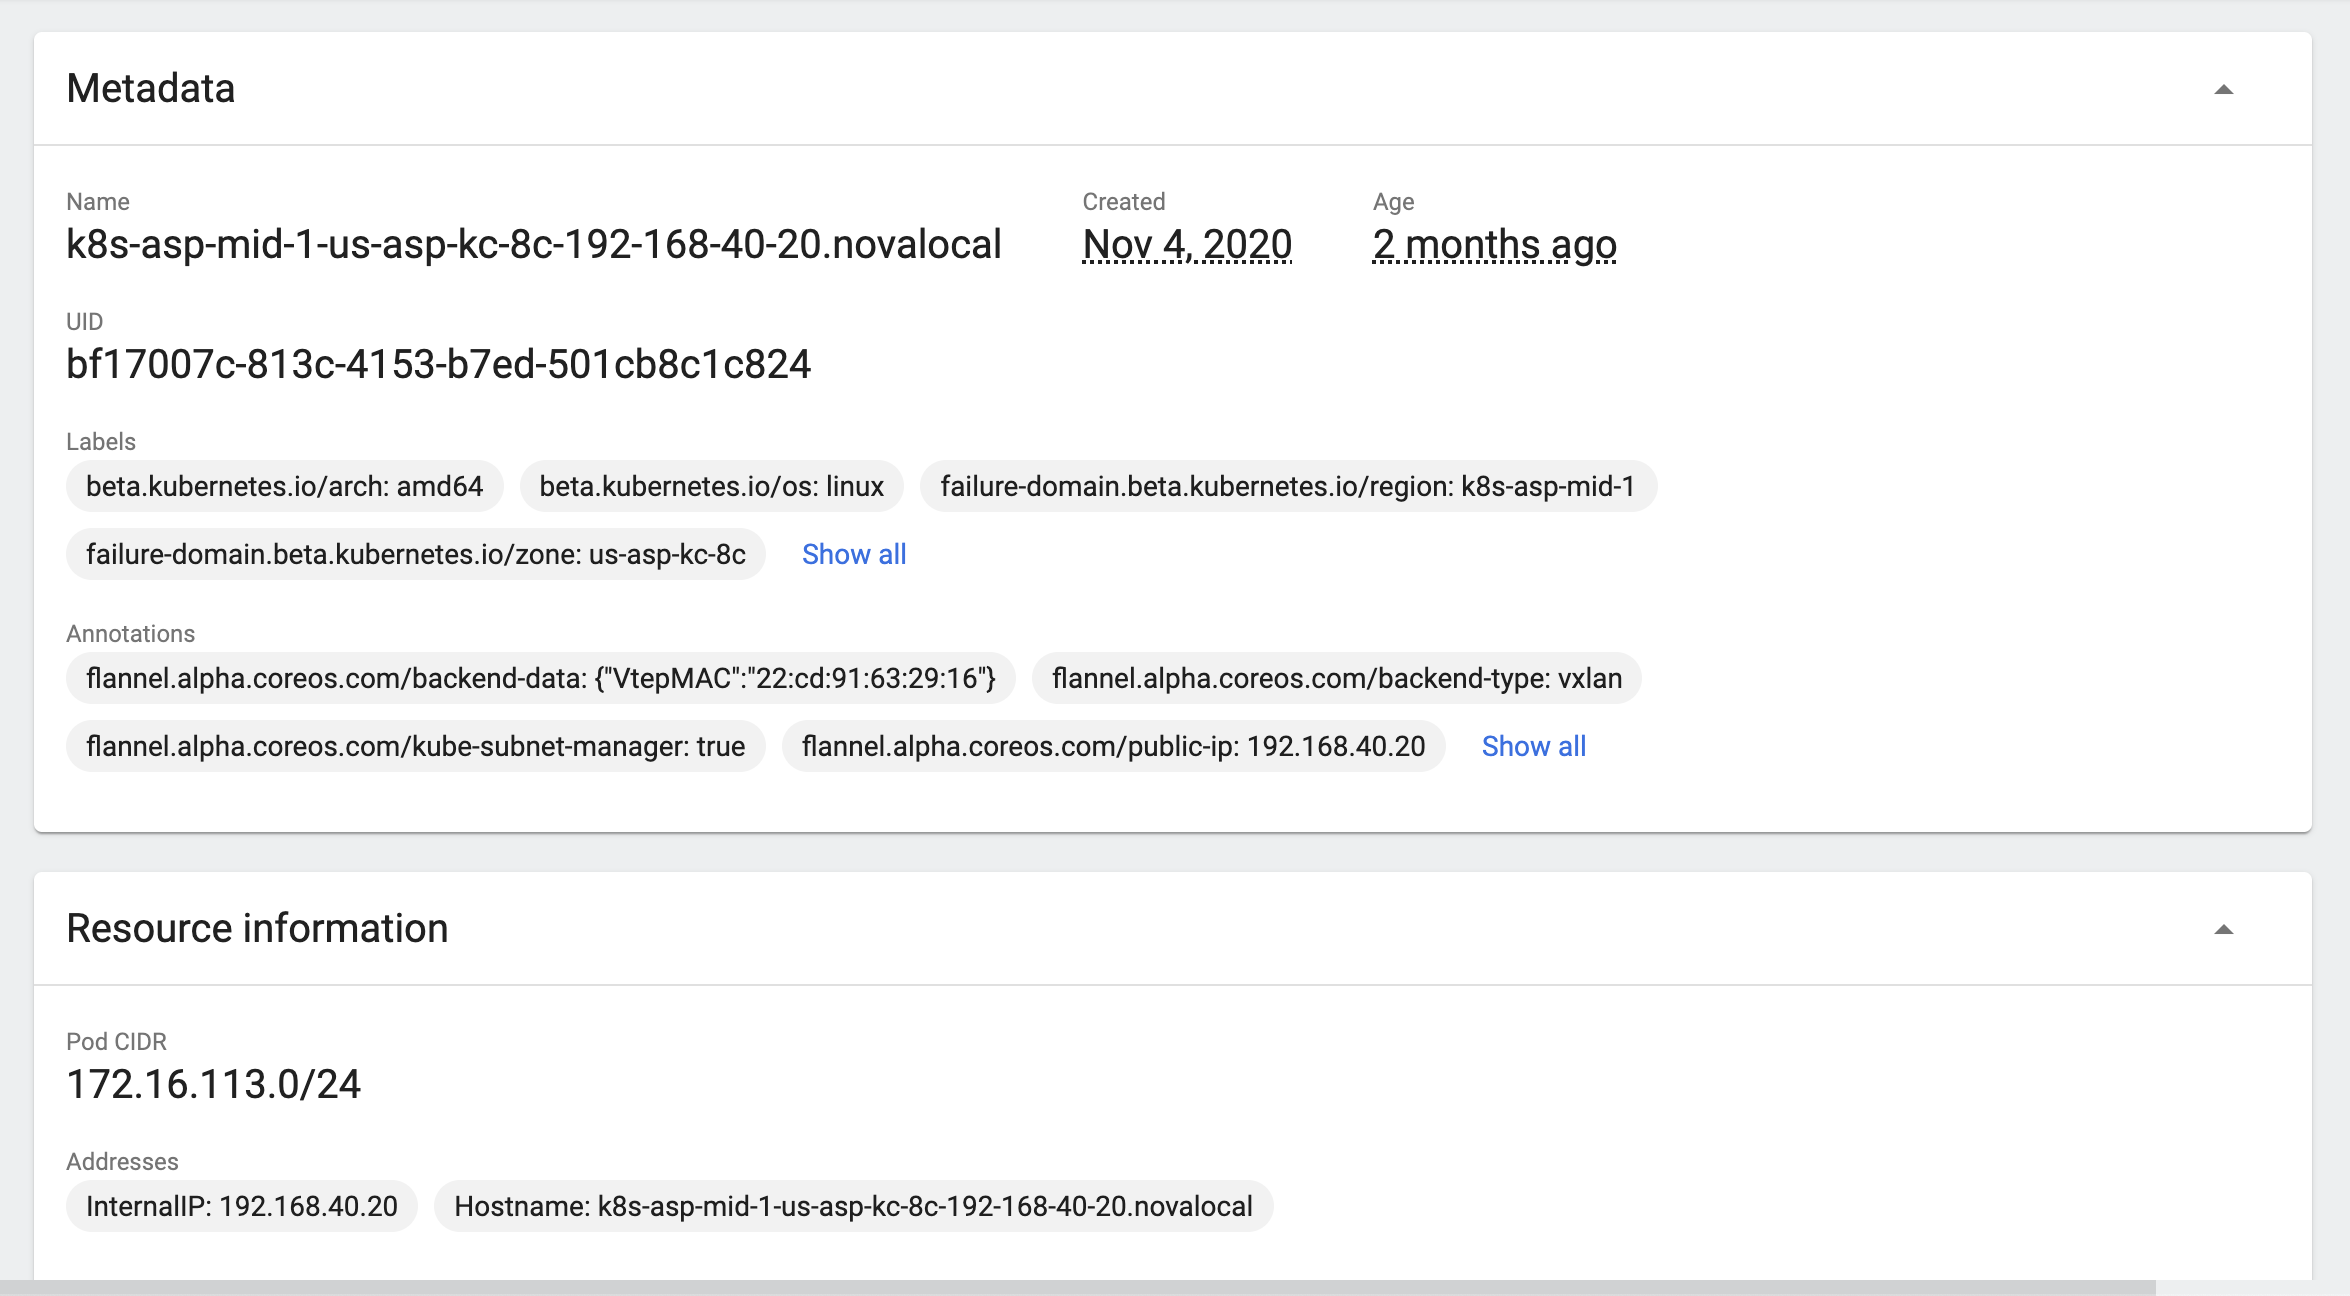 Metadata
Name Created Age
k8s-asp-mid-1-us-asp-kc-8c-192-168-40-20.novalocal Nov 4, 2020 2 months ago
UID
bf17007c-813c-4153-b7ed-501cb8c1c824
Labels
beta.kubernetes.io/arch: amd64 beta.kubernetes.io/os: linux failure-domain.beta.kubernetes.io/region: k8s-asp-mid-1
failure-domain.beta.kubernetes.io/zone: us-asp-kc-8c Show all
Annotations
flannel.alpha.coreos.com/backend-data: {"VtepMAC":"22:cd:91:63:29:16"} flannel.alpha.coreos.com/backend-type: vxlan
flannel.alpha.coreos.com/kube-subnet-manager: true flannel.alpha.coreos.com/public-ip: 192.168.40.20 Show all
Resource information
Pod CIDR
172.16.113.0/24
Addresses
InternalIP: 192.168.40.20 Hostname: k8s-asp-mid-1-us-asp-kc-8c-192-168-40-20.novalocal